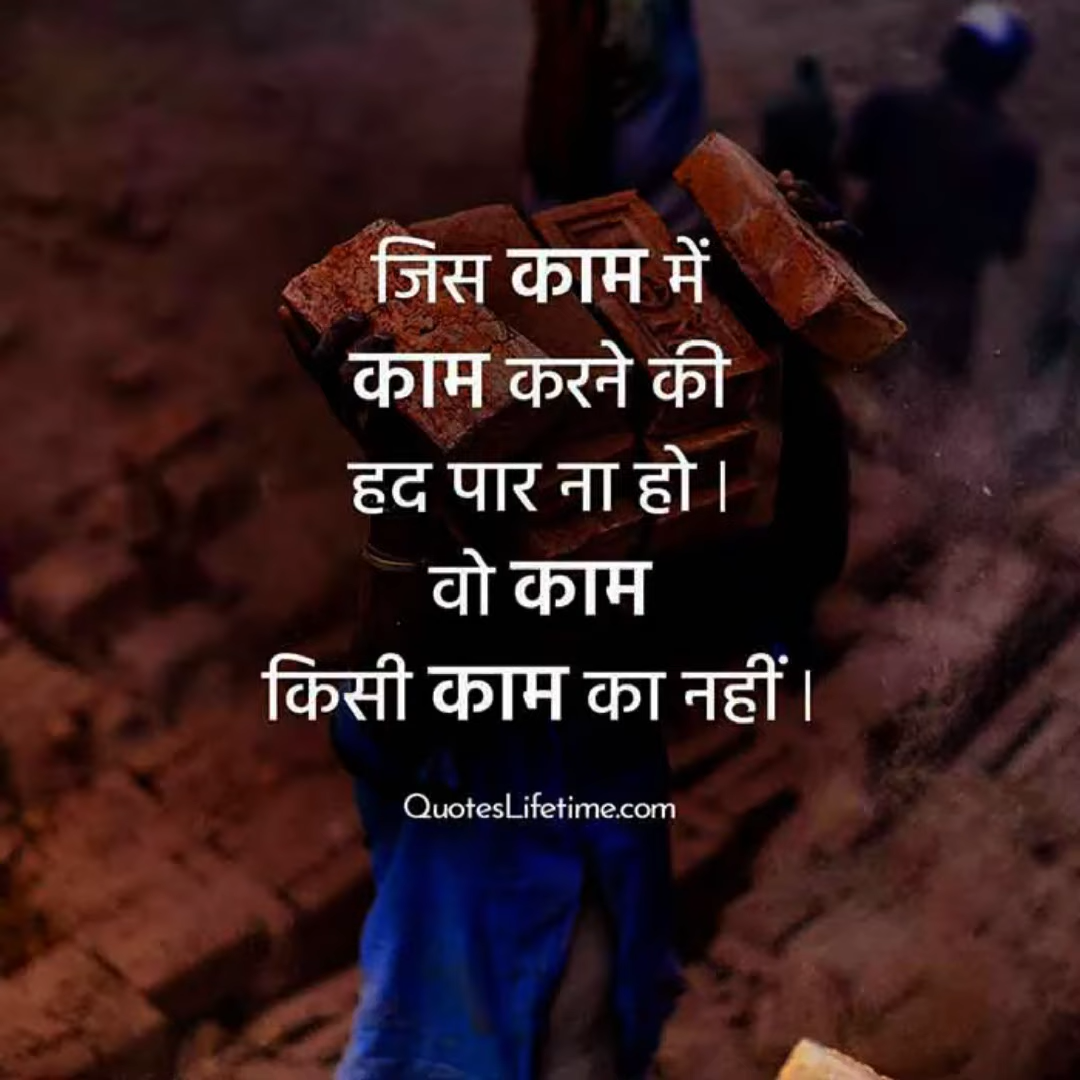 जिस काम में
काम करने की
हद पार ना हो।
वो काम
किसी काम का नहीं।
QuotesLifetime.com